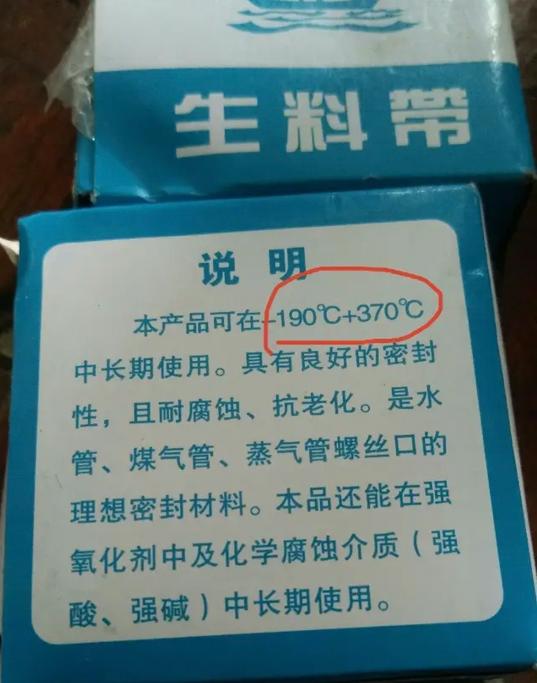 生料帶
说明
本产品可在-190℃+370℃
中长期使用。具有良好的密封
性，且耐腐蚀、抗老化。是水
管、煤气管、蒸气管螺丝口的
理想密封材料。本品还能在强
氧化剂中及化学腐蚀介质（强
酸、强碱）中长期使用。